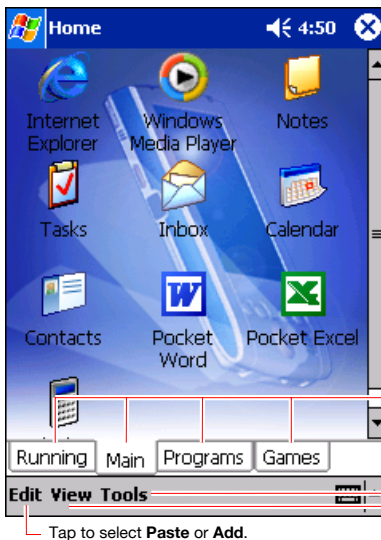 Home 4:50
Internet Explorer
Windows Media Player
Notes
Tasks
Inbox
Calendar
Contacts
Pocket Word
Pocket Excel
Running Main Programs Games
Edit View Tools
Tap to select Paste or Add.